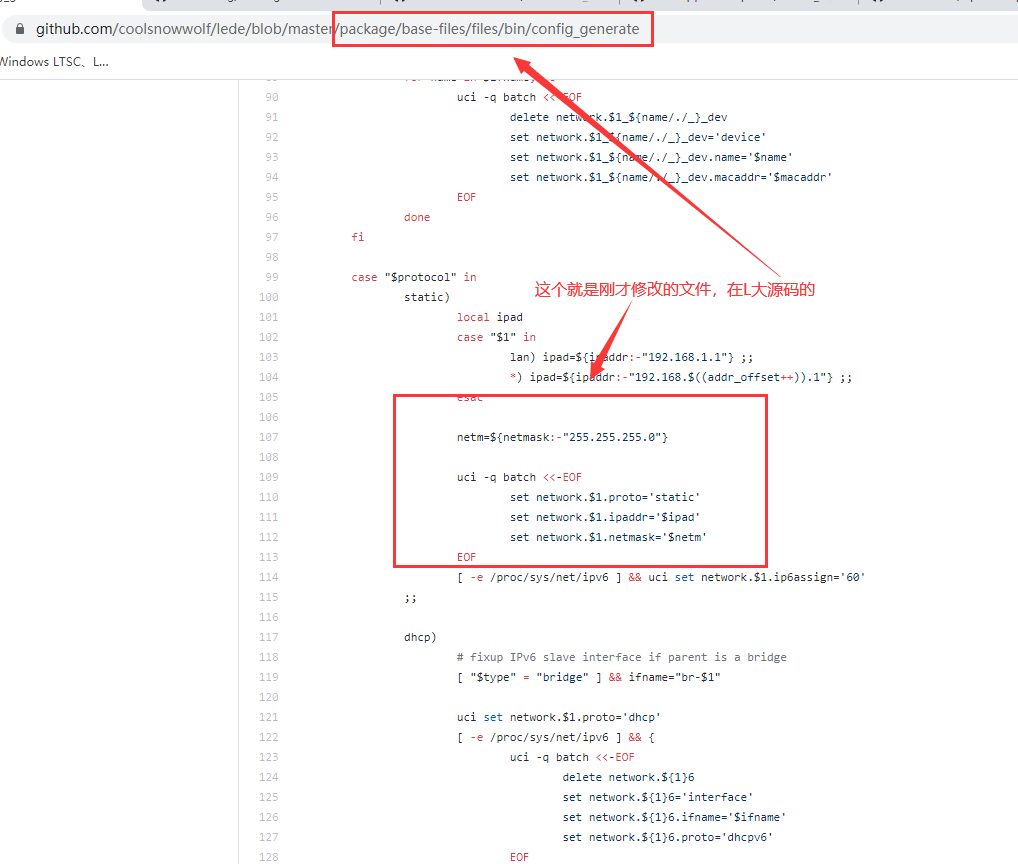 github.com/coolsnowwolf/lede/blob/master/package/base-files/files/bin/config_generate
Windows LTSC、L...
90 uci -q batch <<-EOF
91 delete network.$1_${name/./_}_dev
92 set network.$1_${name/./_}_dev='device'
93 set network.$1_${name/./_}_dev.name='$name'
94 set network.$1_${name/./_}_dev.macaddr='$macaddr'
95 EOF
96 done
97 fi
98
99 case "$protocol" in
这个就是刚才修改的文件，在L大源码的
100 static)
101 local ipad
102 case "$1" in
103 lan) ipad=${ipaddr:-"192.168.1.1"} ;;
104 *) ipad=${ipaddr:-"192.168.$((addr_offset++)).1"} ;;
105 esac
106
107 netm=${netmask:-"255.255.255.0"}
108
109 uci -q batch <<-EOF
110 set network.$1.proto='static'
111 set network.$1.ipaddr='$ipad'
112 set network.$1.netmask='$netm'
113 EOF
114 [ -e /proc/sys/net/ipv6 ] && uci set network.$1.ip6assign='60'
115 ;;
116
117 dhcp)
118 # fixup IPv6 slave interface if parent is a bridge
119 [ "$type" = "bridge" ] && ifname="br-$1"
120
121 uci set network.$1.proto='dhcp'
122 [ -e /proc/sys/net/ipv6 ] && {
123 uci -q batch <<-EOF
124 delete network.${1}6
125 set network.${1}6='interface'
126 set network.${1}6.ifname='$ifname'
127 set network.${1}6.proto='dhcpv6'
128 EOF